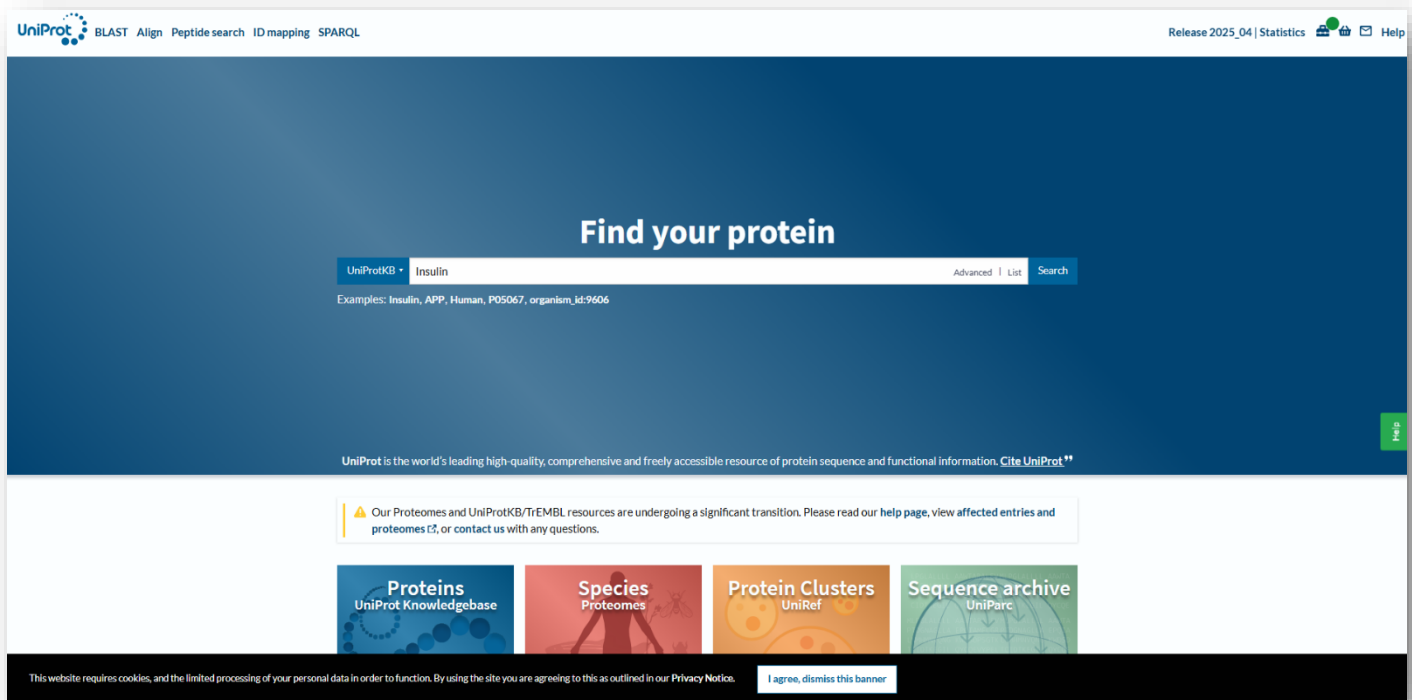 UniProt BLAST Align Peptide search ID mapping SPARQL Release 2025_04 | Statistics Help
Find your protein
UniProtKB Insulin Advanced | List Search
Examples: Insulin, APP, Human, P05067, organism_id:9606
Help
UniProt is the world's leading high-quality, comprehensive and freely accessible resource of protein sequence and functional information. Cite UniProt ”
Our Proteomes and UniProtKB/TrEMBL resources are undergoing a significant transition. Please read our help page, view affected entries and
proteomes, or contact us with any questions.
Proteins Species Protein Clusters Sequence archive
UniProt Knowledgebase Proteomes UniRef UniParc
This website requires cookies, and the limited processing of your personal data in order to function. By using the site you are agreeing to this as outlined in our Privacy Notice. I agree, dismiss this banner